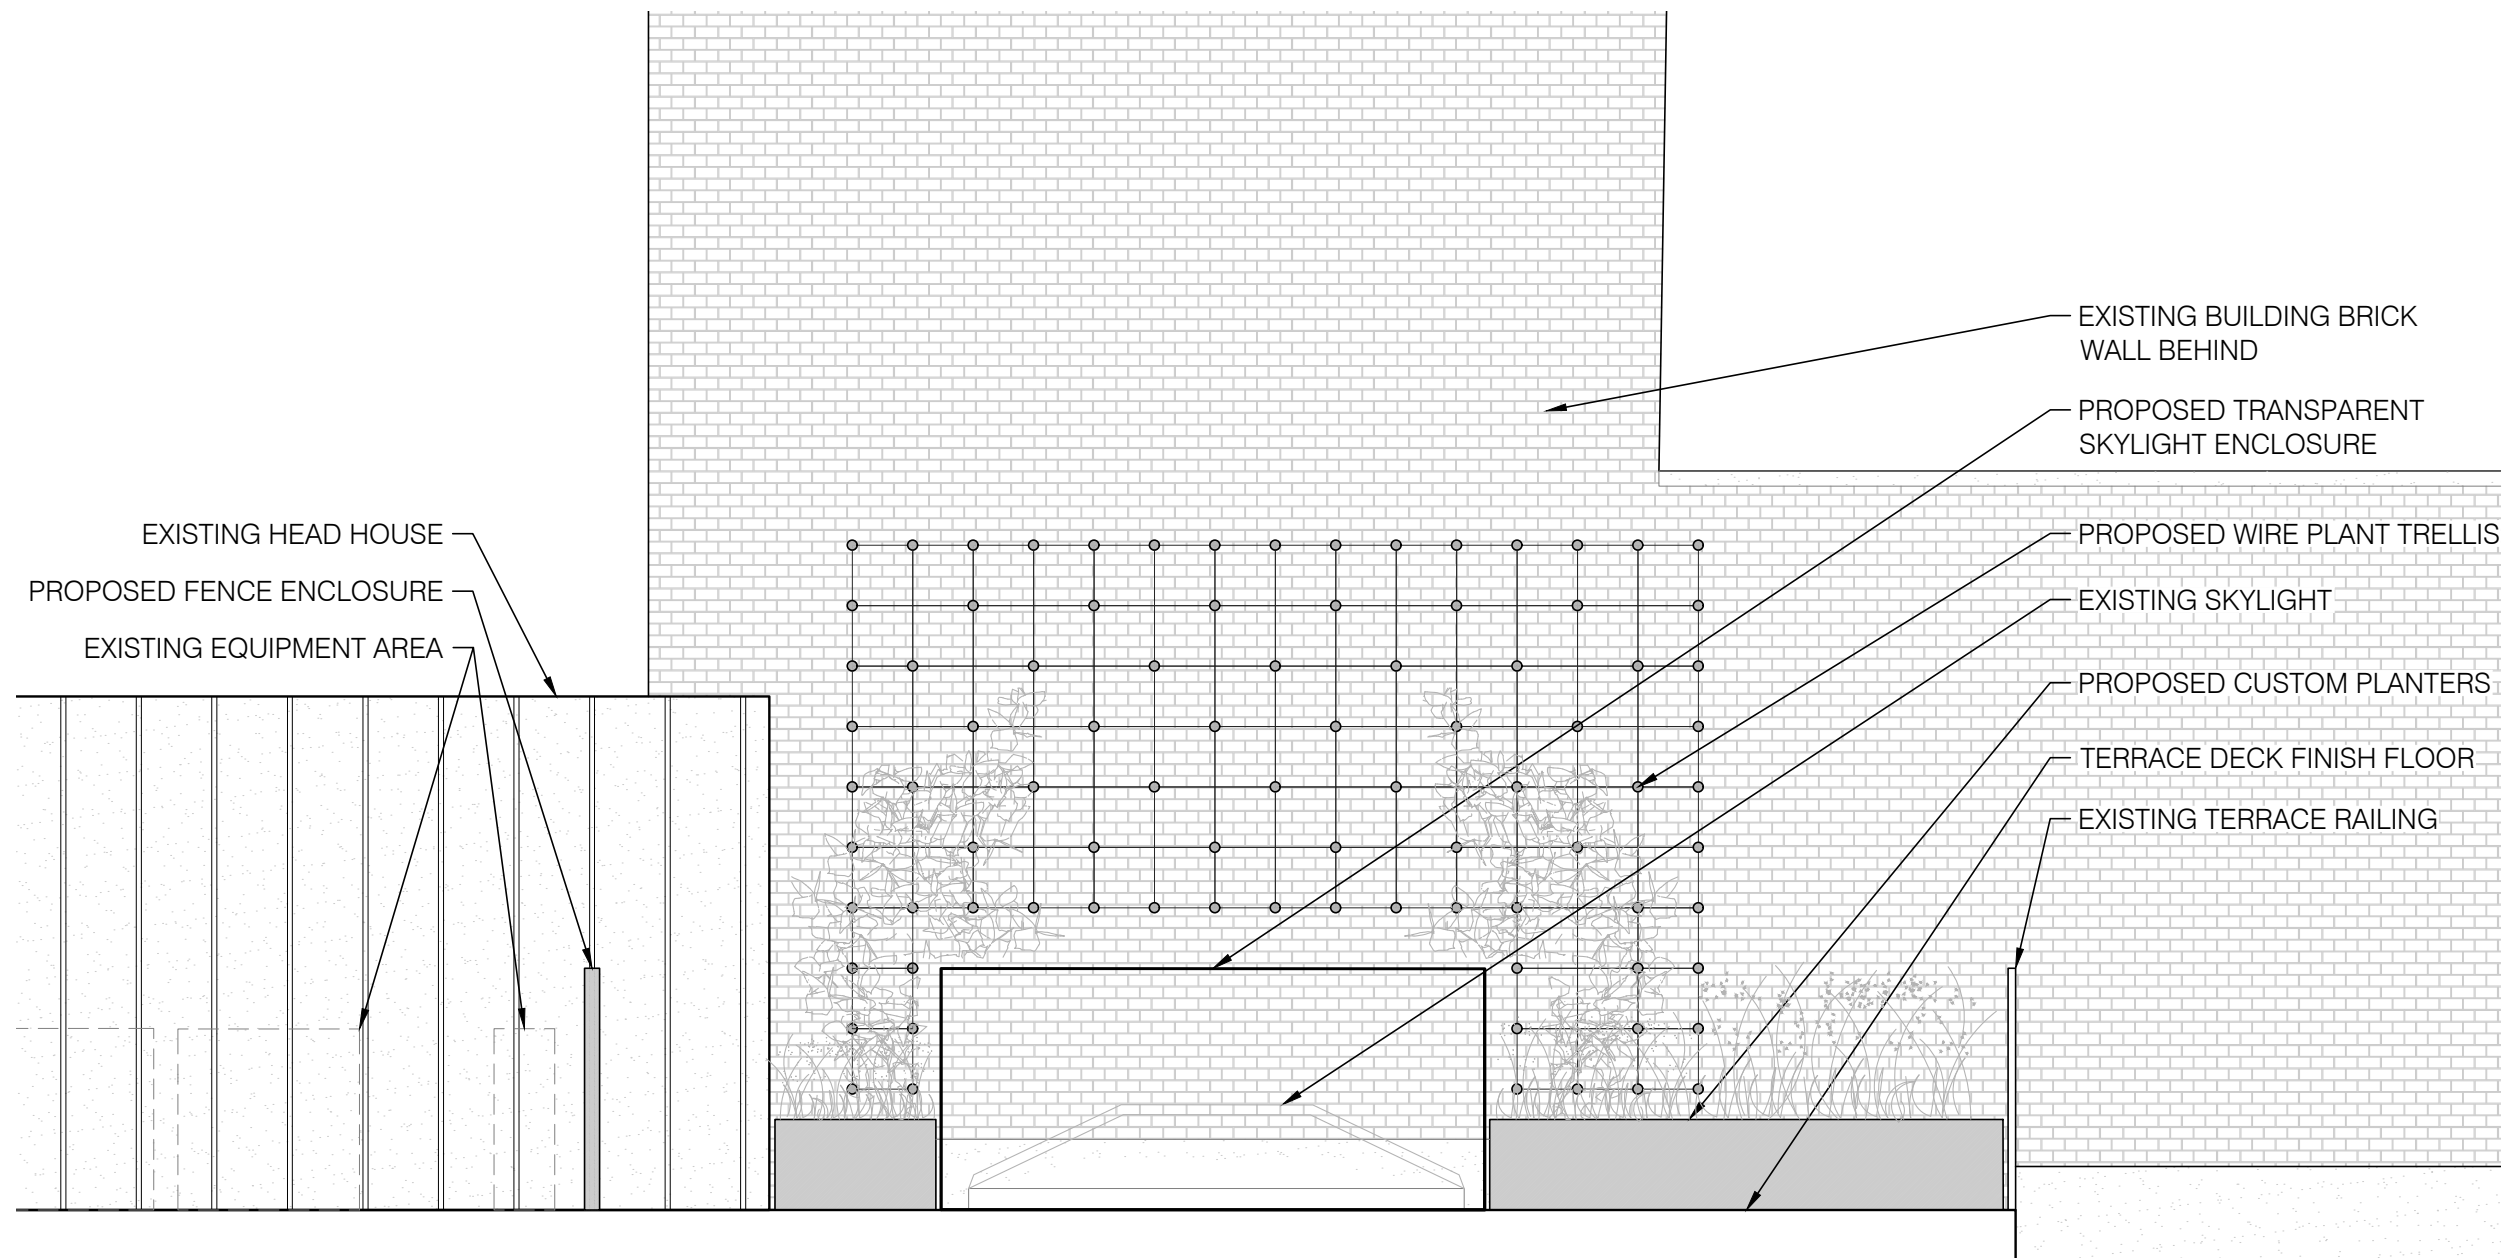 EXISTING HEAD HOUSE
PROPOSED FENCE ENCLOSURE
EXISTING EQUIPMENT AREA
EXISTING BUILDING BRICK
WALL BEHIND
PROPOSED TRANSPARENT
SKYLIGHT ENCLOSURE
PROPOSED WIRE PLANT TRELLIS
EXISTING SKYLIGHT
PROPOSED CUSTOM PLANTERS
TERRACE DECK FINISH FLOOR
EXISTING TERRACE RAILING